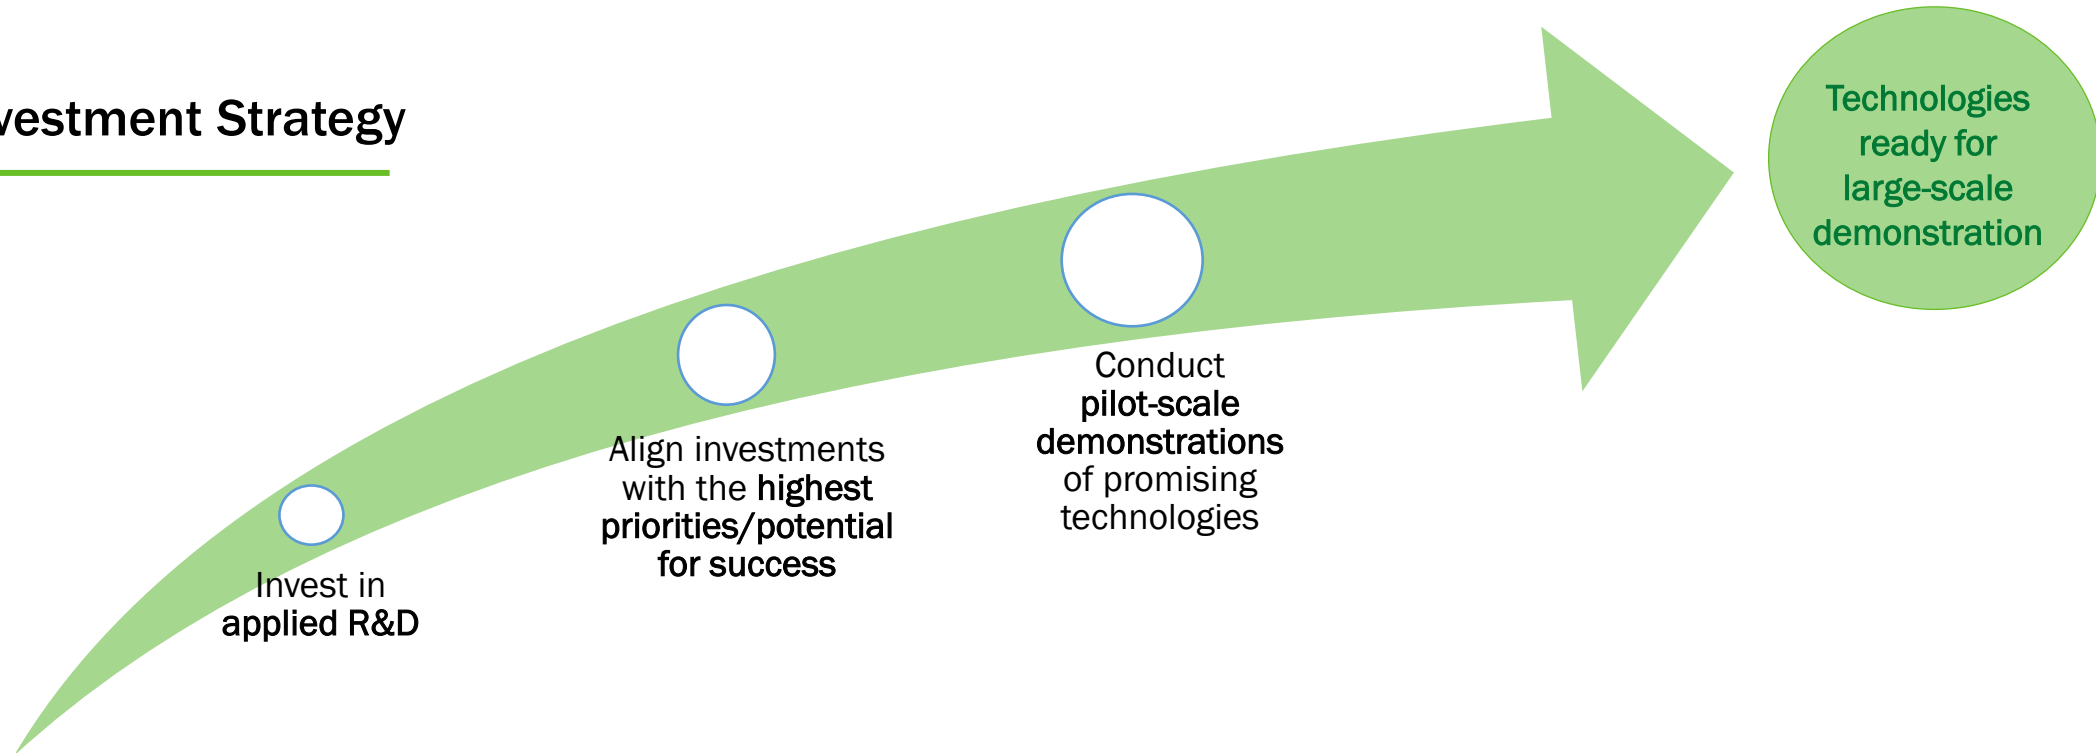 vestment Strategy
Technologies
ready for
large-scale
demonstration
Conduct
pilot-scale
demonstrations
of promising
technologies
Align investments
with the highest
priorities/potential
for success
Invest in
applied R&D